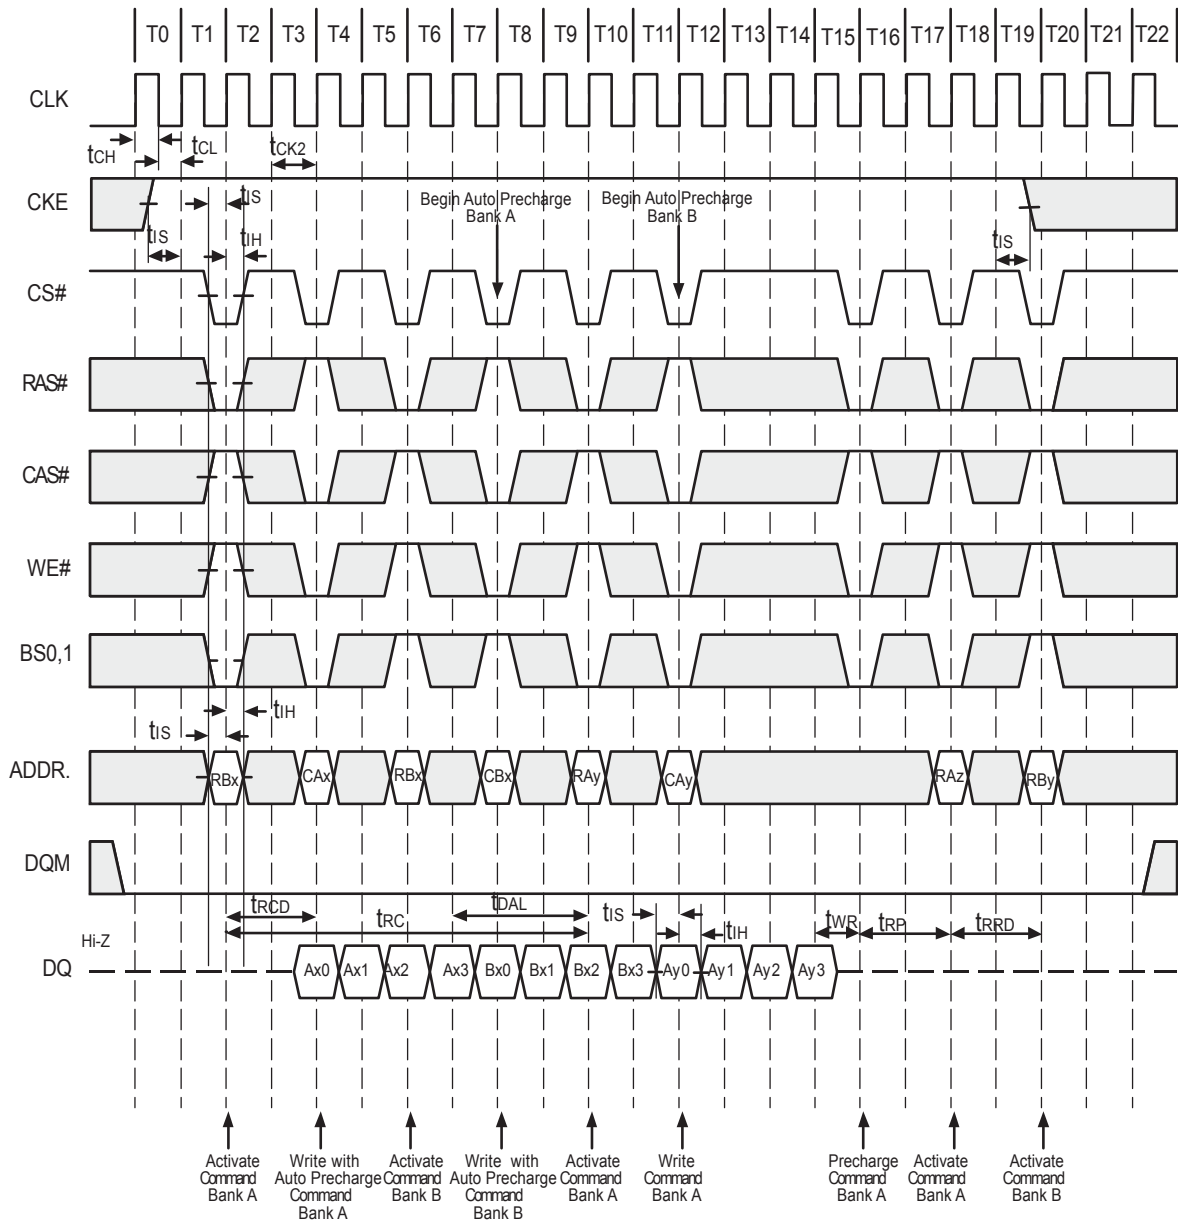 T0 T1 T2 T3 T4 T5 T6 T7 T8 T9 T10 T11 T12 T13 T14 T15 T16 T17 T18 T19 T20 T21 T22
CLK
tCH tCL tCK2
CKE
tIS
Begin Auto Precharge
Bank A
Begin Auto Precharge
Bank B
tIS tIH tIS
CS#
RAS#
CAS#
WE#
BS0,1
tIH
tIS
ADDR.
RBx CAx RBx CBx RAy CAy RAz RBy
DQM
tRCD tRC tDAL tIS tIH tWR tRP tRRD
Hi-Z
DQ
Ax0 Ax1 Ax2 Ax3 Bx0 Bx1 Bx2 Bx3 Ay0 Ay1 Ay2 Ay3
Activate
Command
Bank A
Write with
Auto Precharge
Command
Bank A
Activate
Command
Bank B
Write with
Auto Precharge
Command
Bank B
Activate
Command
Bank A
Write
Command
Bank A
Precharge
Command
Bank A
Activate
Command
Bank A
Activate
Command
Bank B